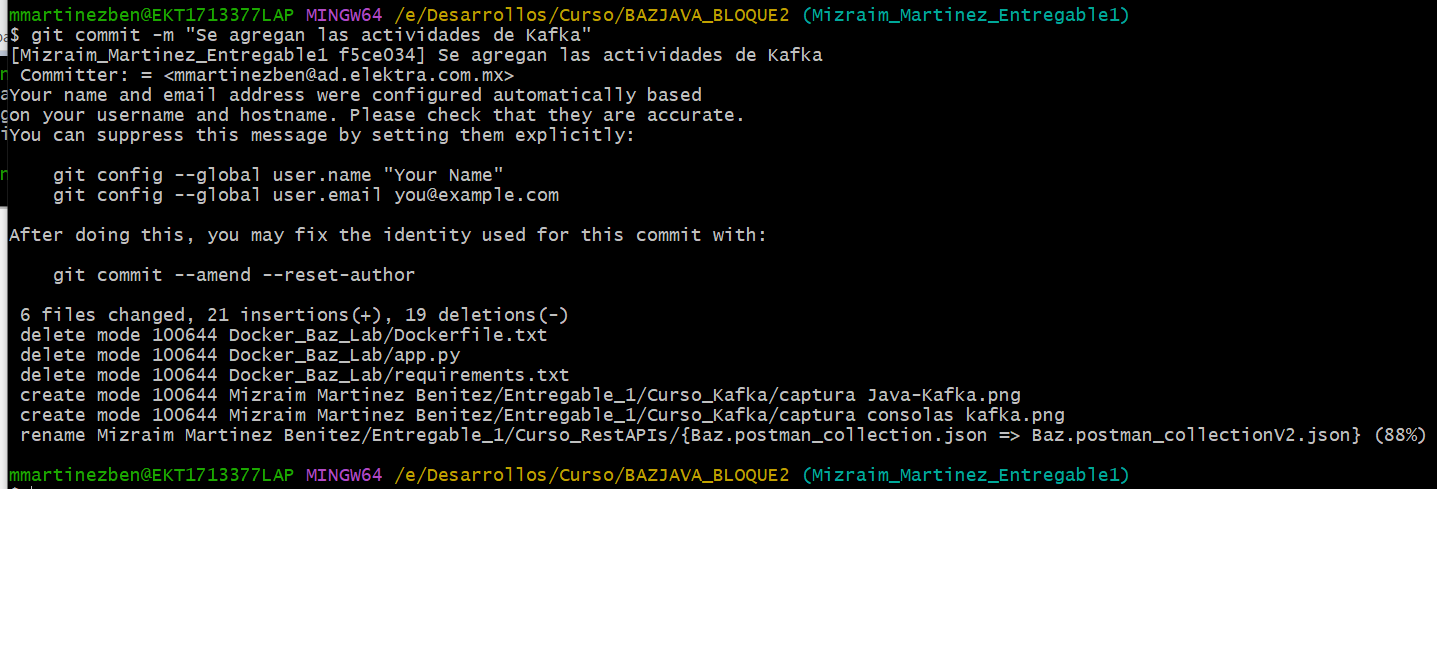 mmartinezben@EKT1713377LAP MINGW64 /e/Desarrollos/Curso/BAZJAVA_BLOQUE2 (Mizraim_Martinez_Entregable1)
$ git commit -m "Se agregan las actividades de Kafka"
[Mizraim_Martinez_Entregable1 f5ce034] Se agregan las actividades de Kafka
 Committer: = <mmartinezben@ad.elektra.com.mx>
Your name and email address were configured automatically based
on your username and hostname. Please check that they are accurate.
You can suppress this message by setting them explicitly:

    git config --global user.name "Your Name"
    git config --global user.email you@example.com

After doing this, you may fix the identity used for this commit with:

    git commit --amend --reset-author

 6 files changed, 21 insertions(+), 19 deletions(-)
 delete mode 100644 Docker_Baz_Lab/Dockerfile.txt
 delete mode 100644 Docker_Baz_Lab/app.py
 delete mode 100644 Docker_Baz_Lab/requirements.txt
 create mode 100644 Mizraim Martinez Benitez/Entregable_1/Curso_Kafka/captura Java-Kafka.png
 create mode 100644 Mizraim Martinez Benitez/Entregable_1/Curso_Kafka/captura consolas kafka.png
 rename Mizraim Martinez Benitez/Entregable_1/Curso_RestAPIs/{Baz.postman_collection.json => Baz.postman_collectionV2.json} (88%)

mmartinezben@EKT1713377LAP MINGW64 /e/Desarrollos/Curso/BAZJAVA_BLOQUE2 (Mizraim_Martinez_Entregable1)